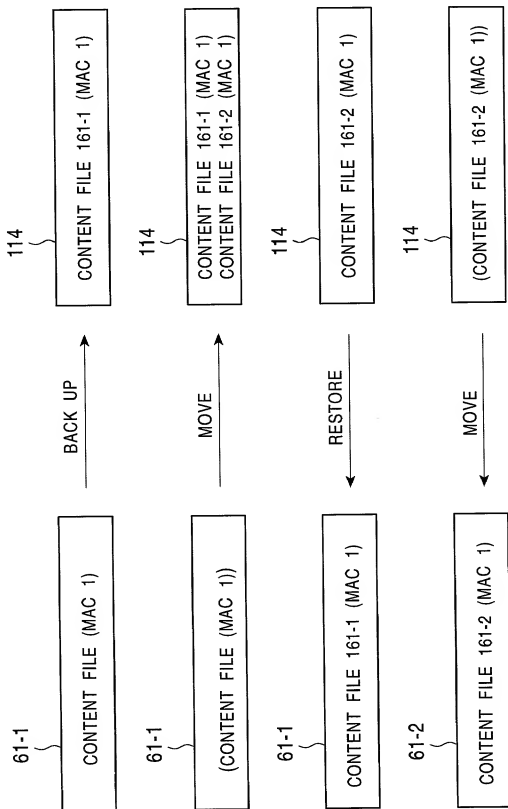 61-1
CONTENT FILE (MAC 1)
BACK UP
114
CONTENT FILE 161-1 (MAC 1)
61-1
(CONTENT FILE (MAC 1))
MOVE
114
CONTENT FILE 161-1 (MAC 1)
CONTENT FILE 161-2 (MAC 1)
61-1
CONTENT FILE 161-1 (MAC 1)
RESTORE
114
CONTENT FILE 161-2 (MAC 1)
61-2
CONTENT FILE 161-2 (MAC 1)
MOVE
114
(CONTENT FILE 161-2 (MAC 1))